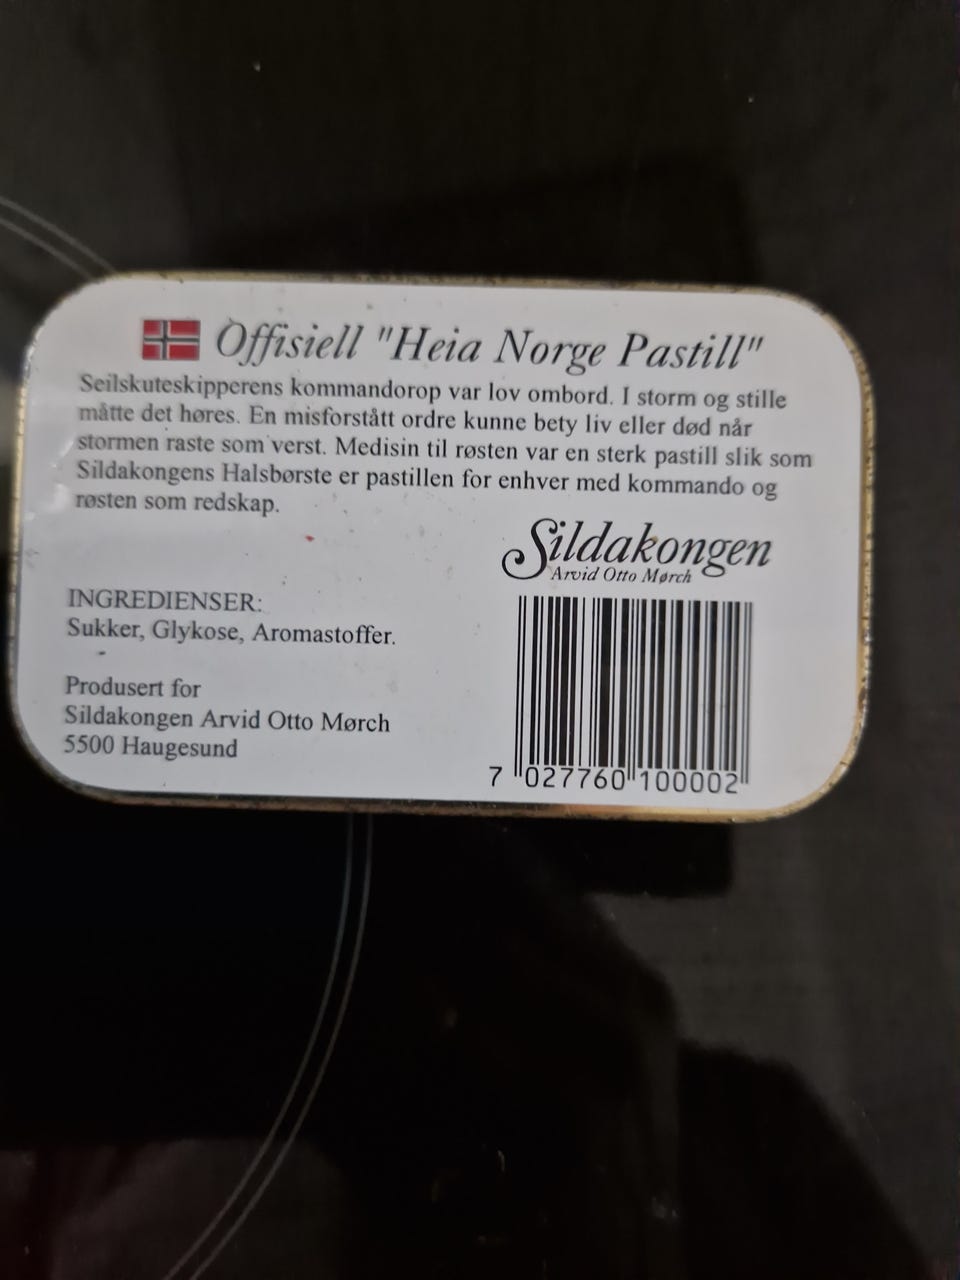 Offisiell "Heia Norge Pastill"
Seilskuteskipperens kommandorop var lov ombord. I storm og stille
måtte det høres. En misforstått ordre kunne bety liv eller død når
stormen raste som verst. Medisin til røsten var en sterk pastill slik som
Sildakongens Halsbørste er pastillen for enhver med kommando og
røsten som redskap.
Sildakongen
Arvid Otto Mørch
INGREDIENSER:
Sukker, Glykose, Aromastoffer.
Produsert for
Sildakongen Arvid Otto Mørch
5500 Haugesund
7 027760 100002